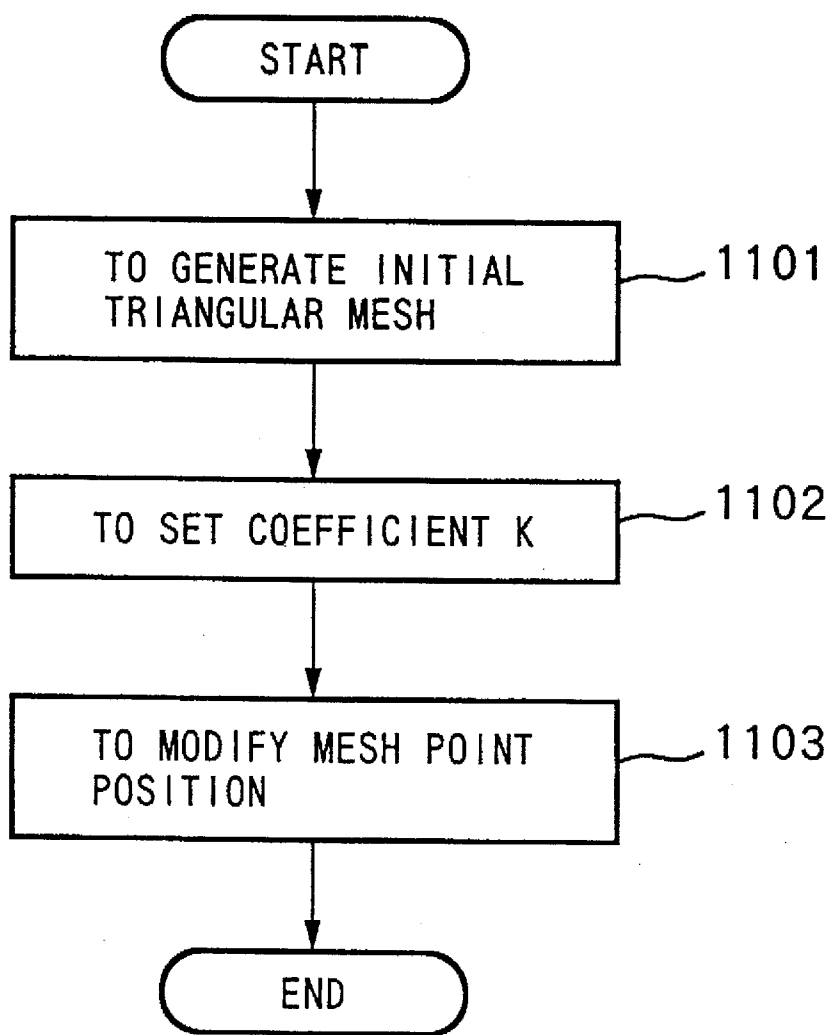 START
TO GENERATE INITIAL
TRIANGULAR MESH
1101
TO SET COEFFICIENT K
1102
TO MODIFY MESH POINT
POSITION
1103
END